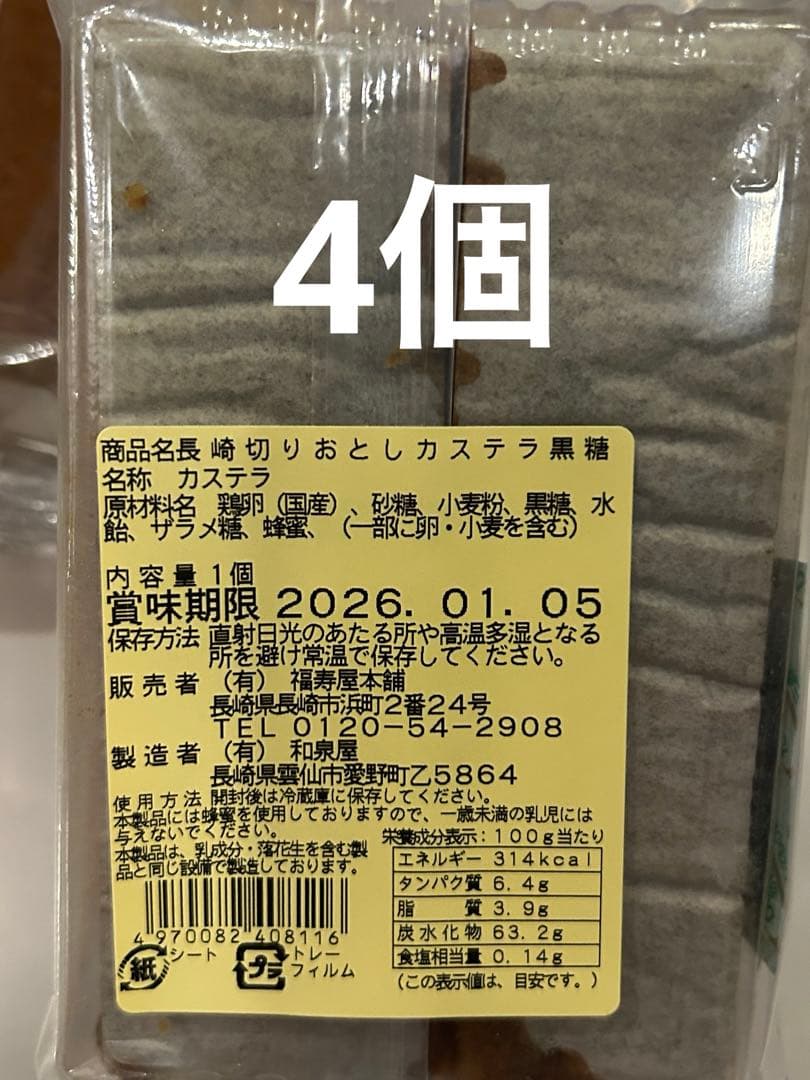 4個
商品名長崎切りおとしカステラ黒糖
名称 カステラ
原材料名 鶏卵（国産）、砂糖、小麦粉、黒糖、水
飴、ザラメ糖、蜂蜜、（一部に卵・小麦を含む）
内容量 1個
賞味期限 2026. 01. 05
保存方法 直射日光のあたる所や高温多湿となる
所を避け常温で保存してください。
販売者 （有） 福寿屋本舗
長崎県長崎市浜町2番24号
TEL 0120-54-2908
製造者 （有） 和泉屋
長崎県雲仙市愛野町乙5864
使用方法 開封後は冷蔵庫に保存してください。
本製品には蜂蜜を使用しておりますので、一歳未満の乳児には
与えないでください。
本製品は、乳成分・落花生を含む製
品と同じ設備で製造しております。
栄養成分表示：100g当たり
エネルギー 314kcal
タンパク質 6.4g
脂質 3.9g
炭水化物 63.2g
食塩相当量 0.14g
（この表示値は、目安です。）
4970082408116
紙 シート
プラ トレー
フィルム